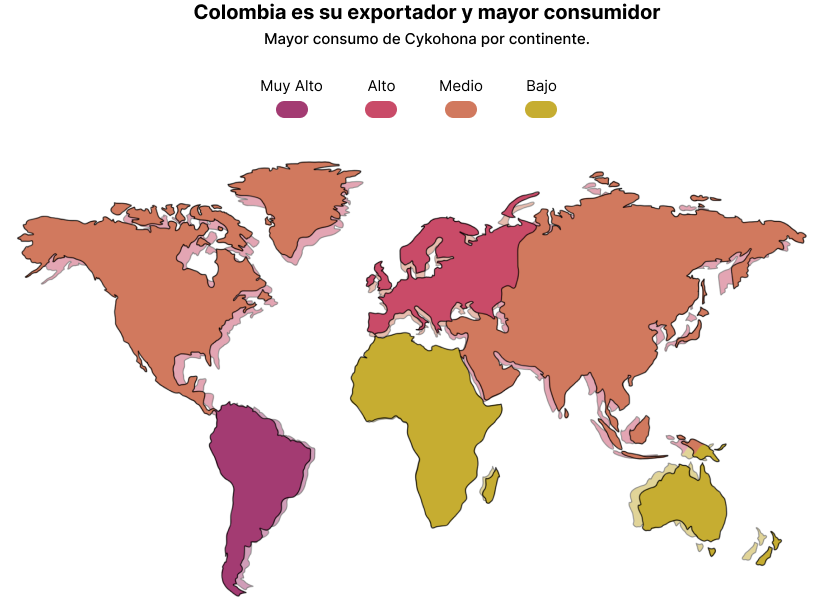 Colombia es su exportador y mayor consumidor
Mayor consumo de Cykohona por continente.
Muy Alto Alto Medio Bajo